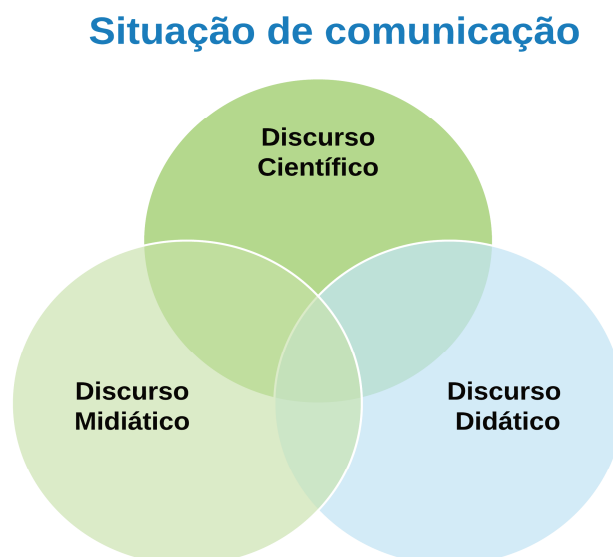 Situação de comunicação
Discurso
Científico
Discurso
Midiático
Discurso
Didático